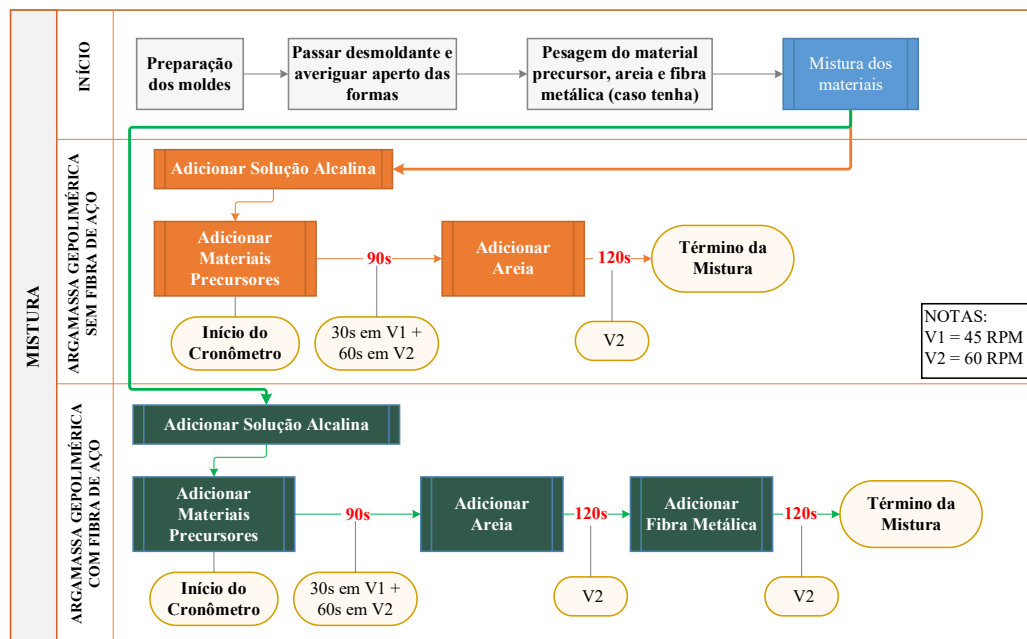 MISTURA
INÍCIO
Preparação
dos moldes
Passar desmoldante e
averiguar aperto das
formas
Pesagem do material
precursor, areia e fibra
metálica (caso tenha)
Mistura dos
materiais
ARGAMASSA GEPOLIMÉRICA
SEM FIBRA DE AÇO
Adicionar Solução Alcalina
Adicionar
Materiais
Precursores
90s
Adicionar
Areia
120s
Término da
Mistura
Início do
Cronômetro
30s em V1 +
60s em V2
V2
NOTAS:
V1 = 45 RPM
V2 = 60 RPM
ARGAMASSA GEPOLIMÉRICA
COM FIBRA DE AÇO
Adicionar Solução Alcalina
Adicionar
Materiais
Precursores
90s
Adicionar
Areia
120s
Adicionar
Fibra Metálica
120s
Término da
Mistura
Início do
Cronômetro
30s em V1 +
60s em V2
V2
V2